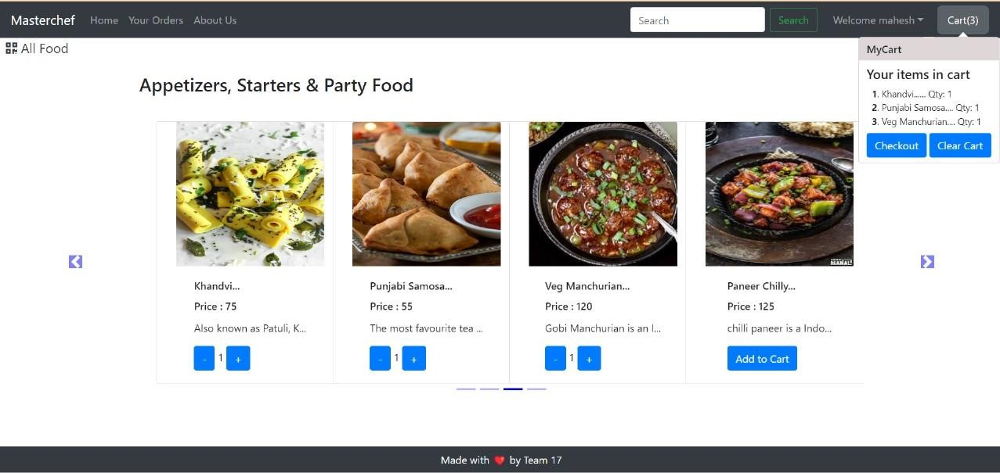 Masterchef Home Your Orders About Us Search Search Welcome mahesh Cart(3)
All Food
MyCart
Your items in cart
1. Khandvi...... Qty: 1
2. Punjabi Samosa.... Qty: 1
3. Veg Manchurian.... Qty: 1
Checkout Clear Cart
Appetizers, Starters & Party Food
Khandvi... Punjabi Samosa... Veg Manchurian... Paneer Chilly...
Price : 75 Price : 55 Price : 120 Price : 125
Also known as Patuli, K... The most favourite tea ... Gobi Manchurian is an I... chilli paneer is a Indo...
- 1 + - 1 + - 1 + Add to Cart
Made with ❤️ by Team 17